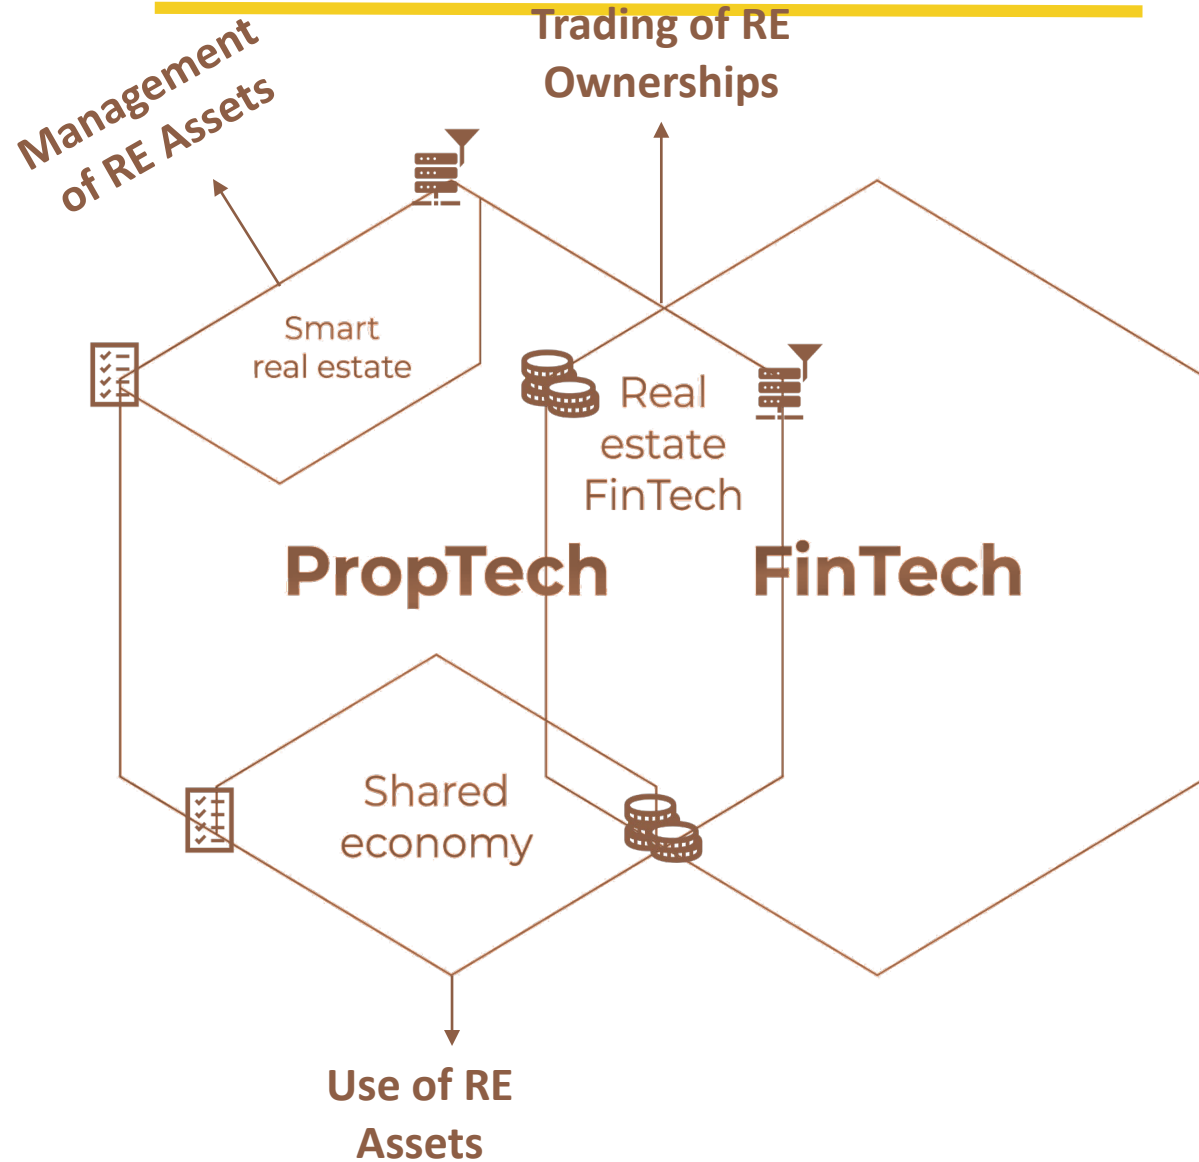 Trading of RE
Ownerships
Management
of RE Assets
Smart
real estate
Real
estate
FinTech
PropTech
FinTech
Shared
economy
Use of RE
Assets